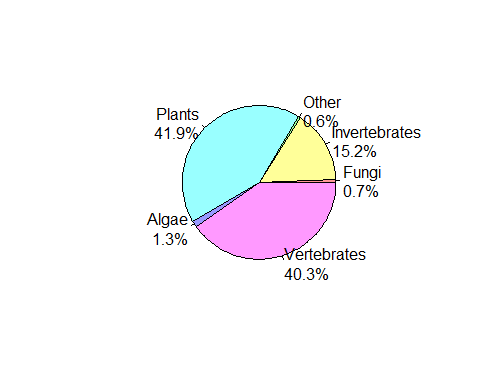 Other
0.6%
Plants
41.9%
Invertebrates
15.2%
Fungi
0.7%
Algae
1.3%
Vertebrates
40.3%